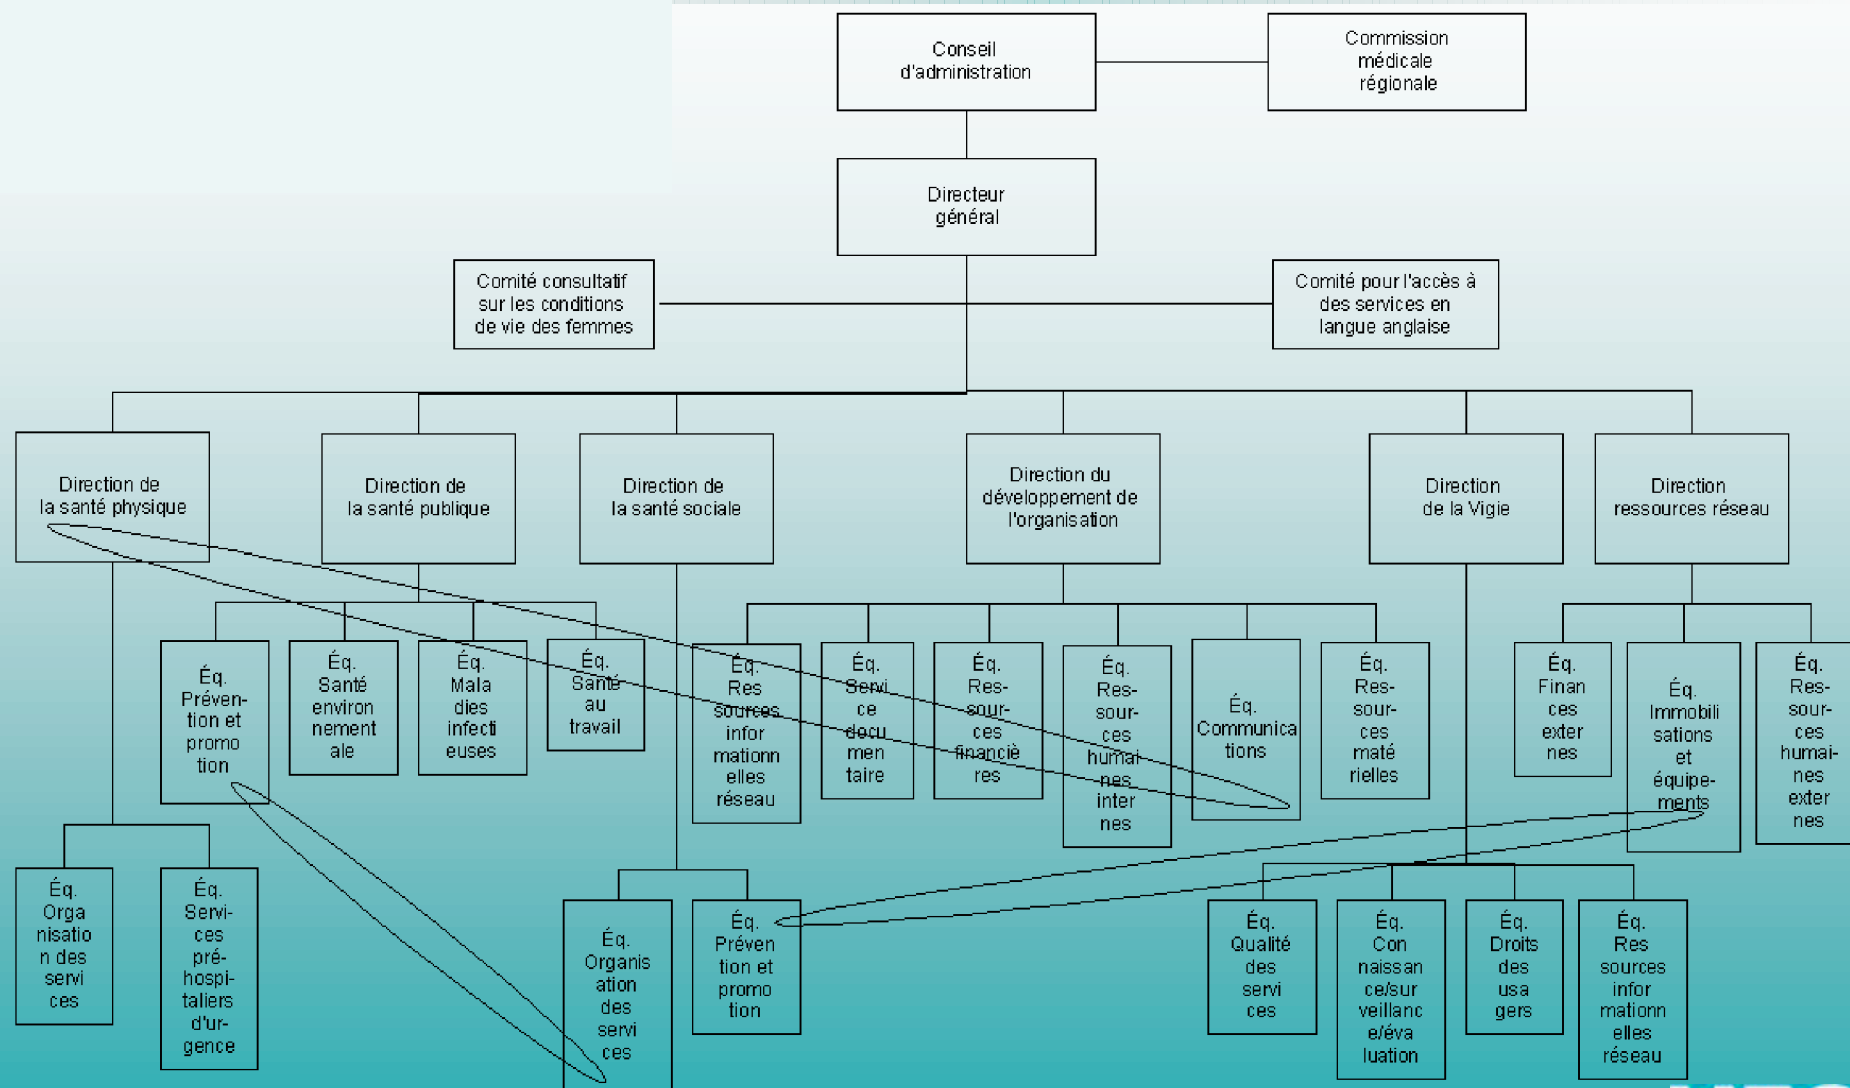 Conseil
d'administration
Commission
médicale
régionale
Directeur
général
Comité consultatif
sur les conditions
de vie des femmes
Comité pour l'accès à
des services en
langue anglaise
Direction de
la santé physique
Direction de
la santé publique
Direction de
la santé sociale
Direction du
développement de
l'organisation
Direction
de la Vigie
Direction
ressources réseau
Éq.
Préven-
tion et
promo
tion
Éq.
Santé
environ
nement
ale
Éq.
Mala
dies
infecti
euses
Éq.
Santé
au
travail
Éq.
Res
sources
infor
mationn
elles
réseau
Éq.
Servi
ce
docu
men
taire
Éq.
Res-
sour-
ces
financiè
res
Éq.
Res-
sour-
ces
humai-
nes
inter
nes
Éq.
Communica
tions
Éq.
Res-
sour-
ces
maté
rielles
Éq.
Finan
ces
exter
nes
Éq.
Immobili
sations
et
équipe-
ments
Éq.
Res-
sour-
ces
humai-
nes
exter
nes
Éq.
Orga
nisatio
n des
servi
ces
Éq.
Servi-
ces
pré-
hospi-
taliers
d'ur-
gence
Éq.
Organis
ation
des
servi
ces
Éq.
Préven
tion et
promo
tion
Éq.
Qualité
des
servi
ces
Éq.
Con
naissan
ce/sur
veillanc
e/éva
luation
Éq.
Droits
des
usa
gers
Éq.
Res
sources
infor
mationn
elles
réseau